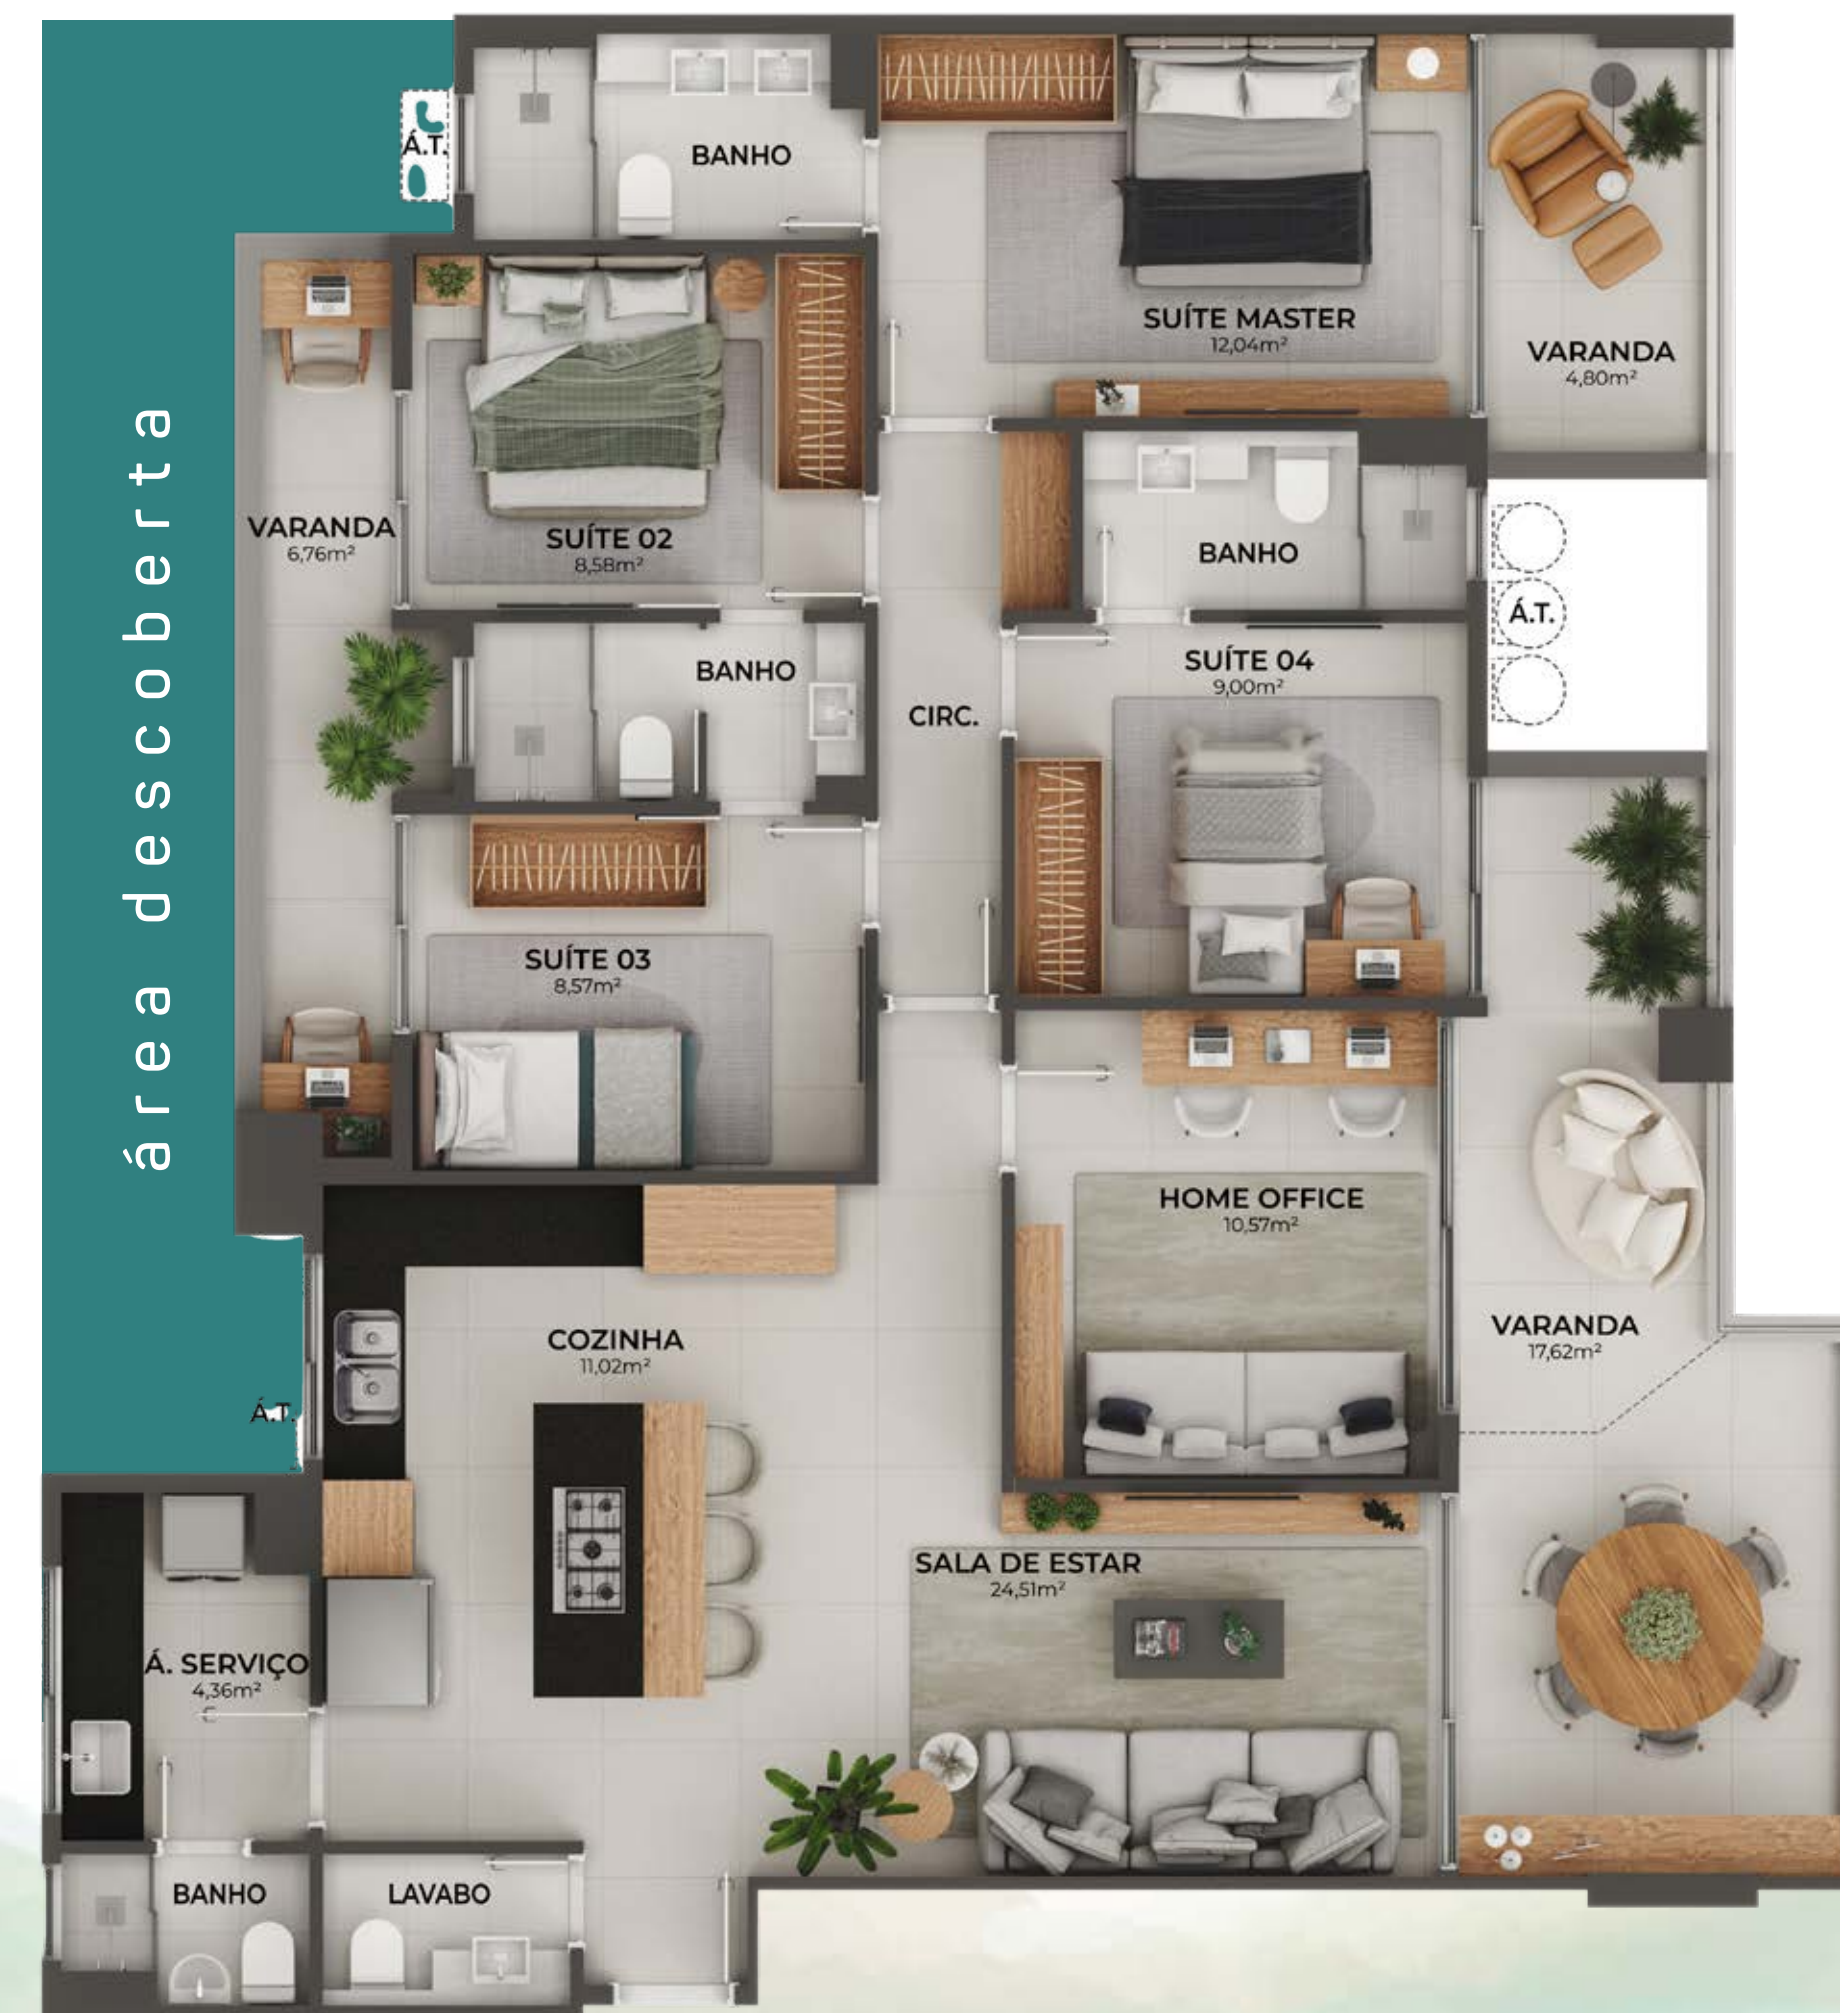 Á.T.
BANHO
SUÍTE MASTER
12,04m²
VARANDA
4,80m²
VARANDA
6,76m²
SUÍTE 02
8,58m²
BANHO
Á.T.
BANHO
SUÍTE 04
9,00m²
CIRC.
área descoberta
SUÍTE 03
8,57m²
HOME OFFICE
10,57m²
COZINHA
11,02m²
VARANDA
17,62m²
Á.T.
SALA DE ESTAR
24,51m²
Á. SERVIÇO
4,36m²
BANHO
LAVABO